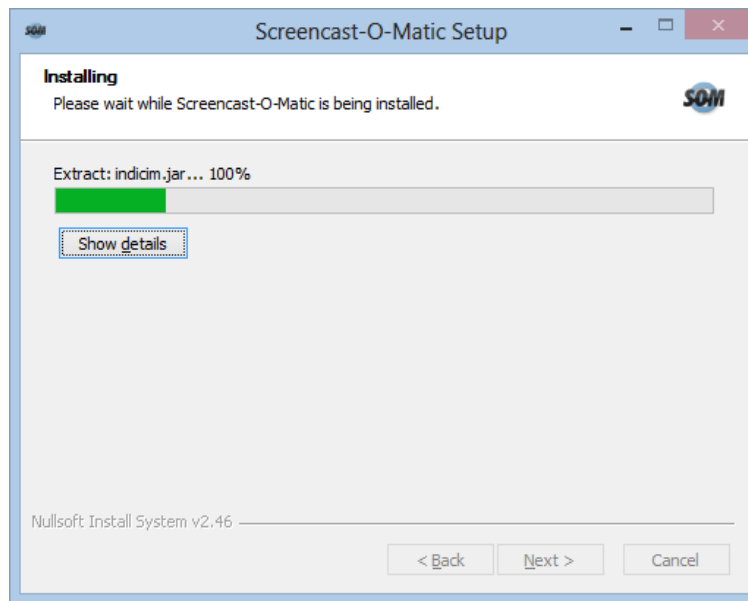 SOM
Screencast-O-Matic Setup
Installing
Please wait while Screencast-O-Matic is being installed.
SOM
Extract: indicim.jar... 100%
Show details
Nullsoft Install System v2.46
< Back
Next >
Cancel